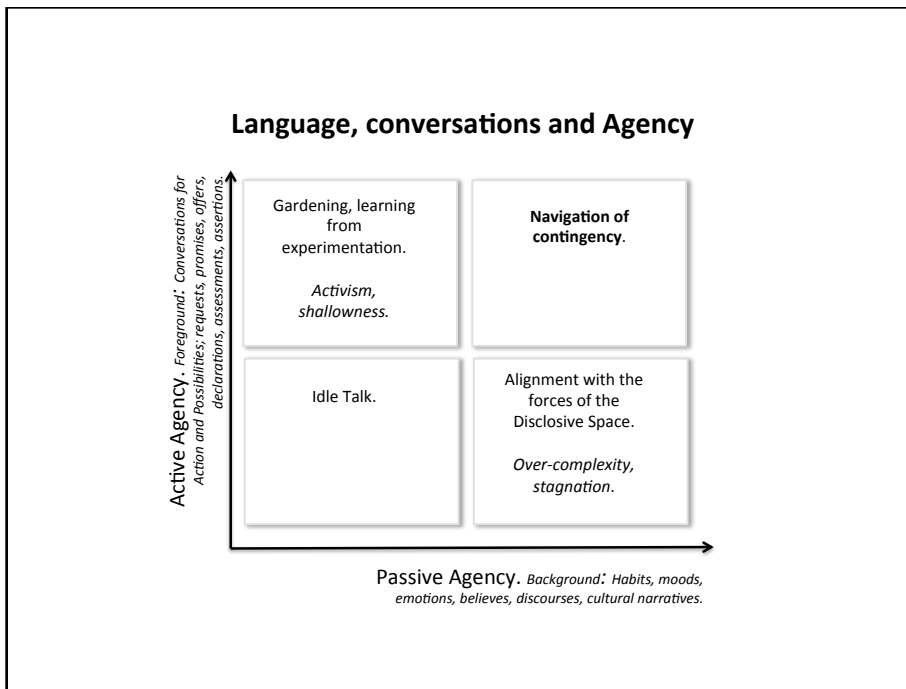 Language, conversations and Agency
Active Agency. Foreground: Conversations for
Action and Possibilities; requests, promises, offers,
declarations, assessments, assertions.
Gardening, learning
from
experimentation.
Activism,
shallowness.
Navigation of
contingency.
Idle Talk.
Alignment with the
forces of the
Disclosive Space.
Over-complexity,
stagnation.
Passive Agency. Background: Habits, moods,
emotions, believes, discourses, cultural narratives.